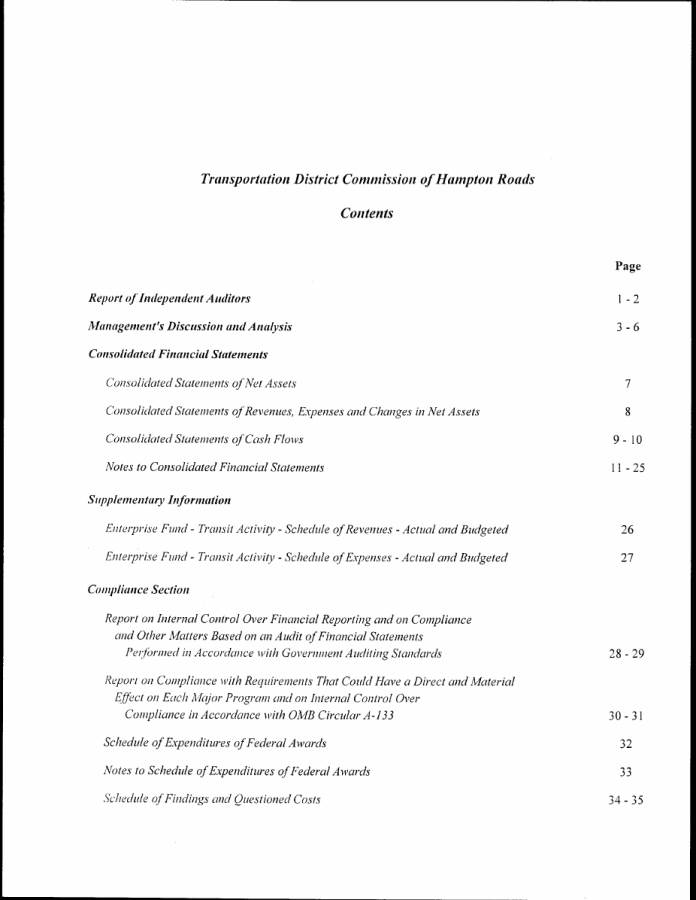 Transportation District Commission of Hampton Roads
Contents
Page
Report of Independent Auditors 1 - 2
Management's Discussion and Analysis 3 - 6
Consolidated Financial Statements
Consolidated Statements of Net Assets 7
Consolidated Statements of Revenues, Expenses and Changes in Net Assets 8
Consolidated Statements of Cash Flows 9 - 10
Notes to Consolidated Financial Statements 11 - 25
Supplementary Information
Enterprise Fund - Transit Activity - Schedule of Revenues - Actual and Budgeted 26
Enterprise Fund - Transit Activity - Schedule of Expenses - Actual and Budgeted 27
Compliance Section
Report on Internal Control Over Financial Reporting and on Compliance
and Other Matters Based on an Audit of Financial Statements
Performed in Accordance with Government Auditing Standards 28 - 29
Report on Compliance with Requirements That Could Have a Direct and Material
Effect on Each Major Program and on Internal Control Over
Compliance in Accordance with OMB Circular A-133 30 - 31
Schedule of Expenditures of Federal Awards 32
Notes to Schedule of Expenditures of Federal Awards 33
Schedule of Findings and Questioned Costs 34 - 35